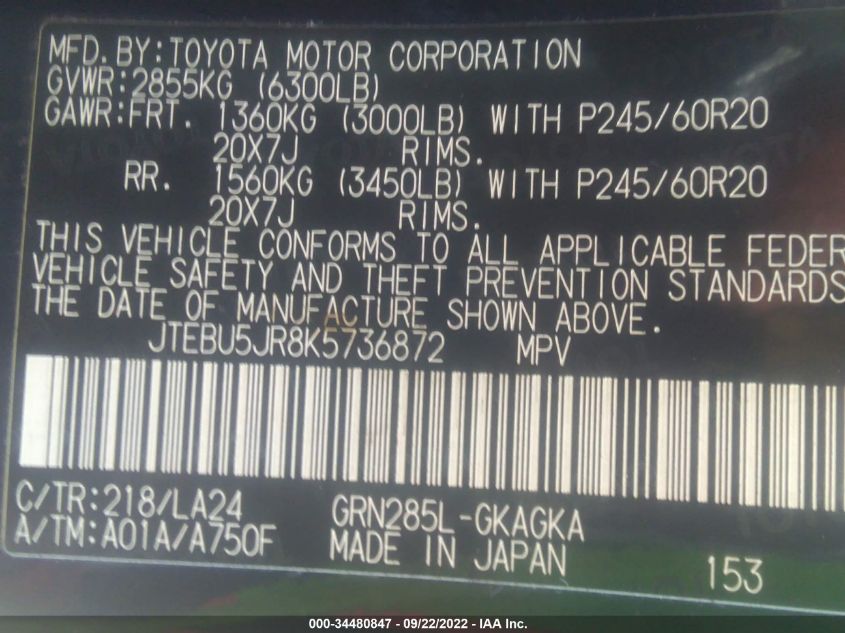 MFD. BY: TOYOTA MOTOR CORPORATION
GVWR: 2855KG (6300LB)
GAWR: FRT. 1360KG (3000LB) WITH P245/60R20
20X7J RIMS.
RR. 1560KG (3450LB) WITH P245/60R20
20X7J RIMS.
THIS VEHICLE CONFORMS TO ALL APPLICABLE FEDER
VEHICLE SAFETY AND THEFT PREVENTION STANDARDS
THE DATE OF MANUFACTURE SHOWN ABOVE.
JTEBU5JR8K5736872 MPV
C/TR: 218/LA24 GRN285L-GKAGKA
A/TM: A01A/A750F MADE IN JAPAN 153
000-34480847 - 09/22/2022 - IAA Inc.